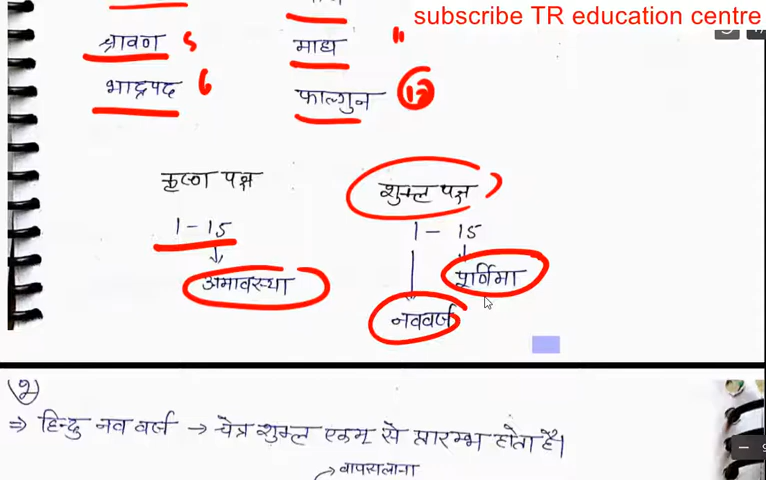 subscribe TR education centre
श्रावण 5 माघ 11
भाद्रपद 6 फाल्गुन 12
कृष्ण पक्ष शुक्ल पक्ष
1 - 15 1 - 15
अमावस्या पूर्णिमा
नववर्ष
⇒ हिन्दु नव वर्ष → चैत्र शुक्ल एकम से प्रारम्भ होता है।
वापस लाना